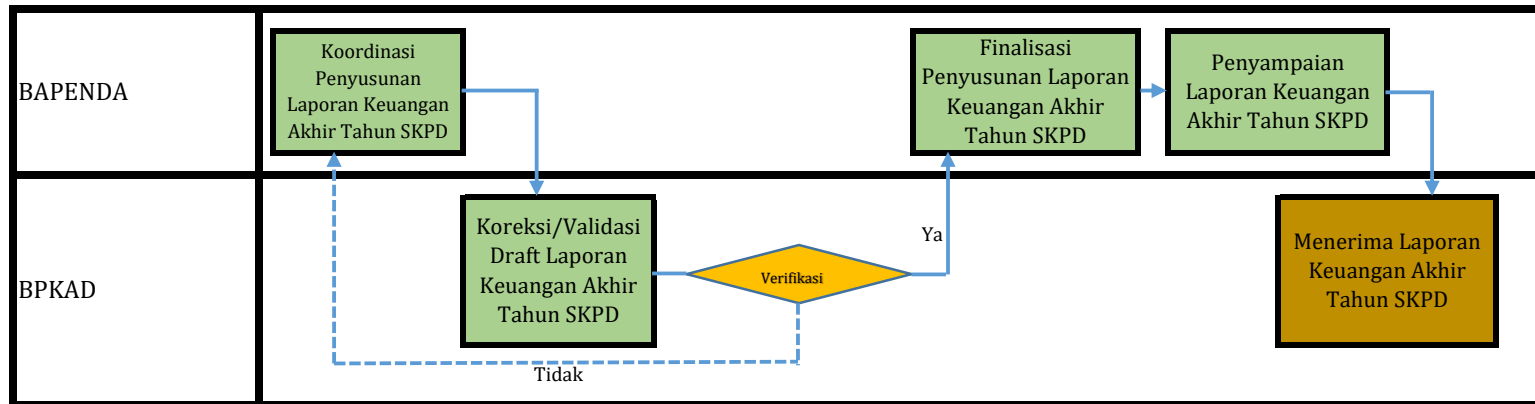 BAPENDA
Koordinasi
Penyusunan
Laporan Keuangan
Akhir Tahun SKPD
Finalisasi
Penyusunan Laporan
Keuangan Akhir
Tahun SKPD
Penyampaian
Laporan Keuangan
Akhir Tahun SKPD
BPKAD
Koreksi/Validasi
Draft Laporan
Keuangan Akhir
Tahun SKPD
Verifikasi
Ya
Tidak
Menerima Laporan
Keuangan Akhir
Tahun SKPD